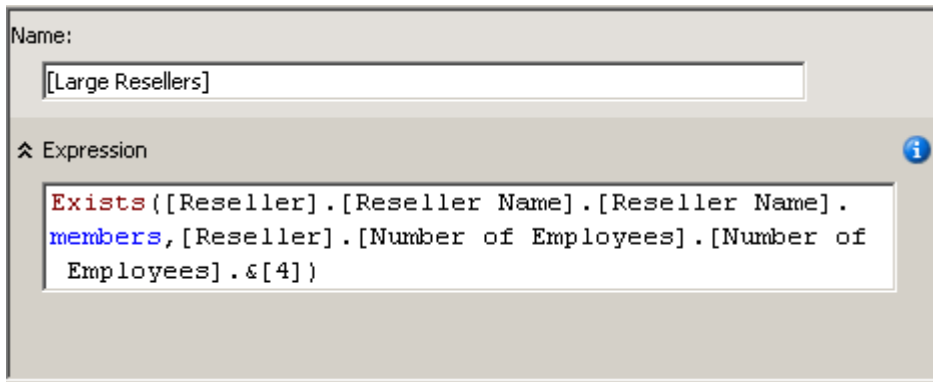 Name:
[Large Resellers]
Expression
Exists([Reseller].[Reseller Name].[Reseller Name].
members,[Reseller].[Number of Employees].[Number of
Employees].&[4])